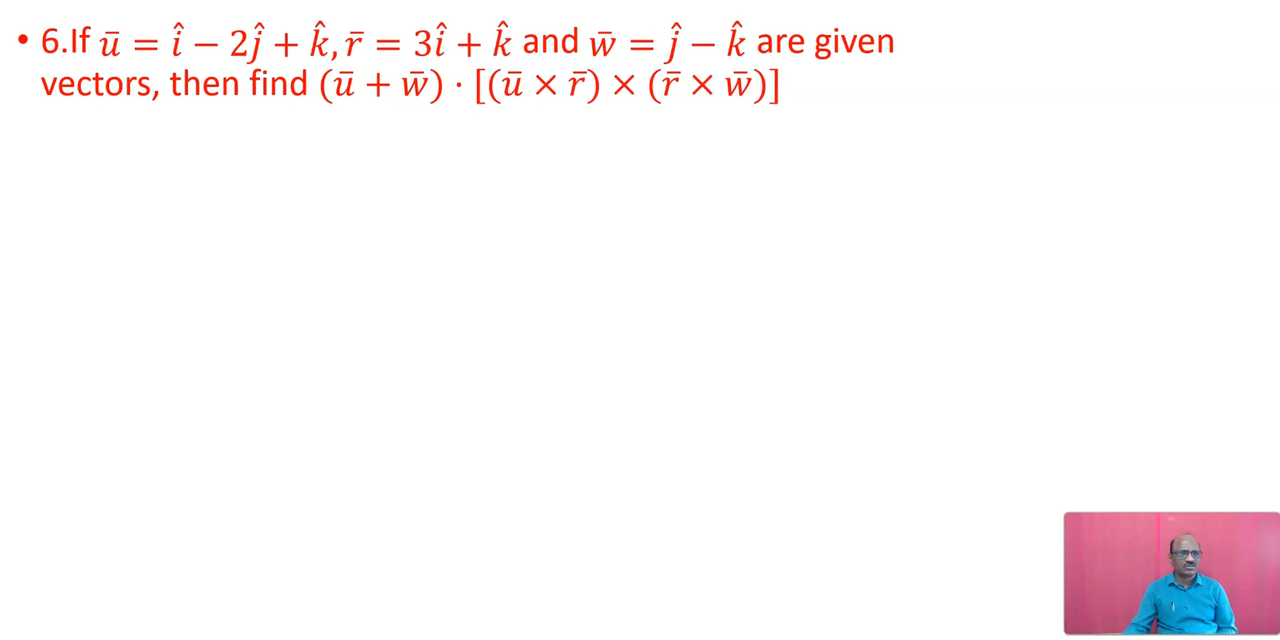 • 6.If ū = î − 2ĵ + k̂, r̄ = 3î + k̂ and w̄ = ĵ − k̂ are given
vectors, then find (ū + w̄) · [(ū × r̄) × (r̄ × w̄)]